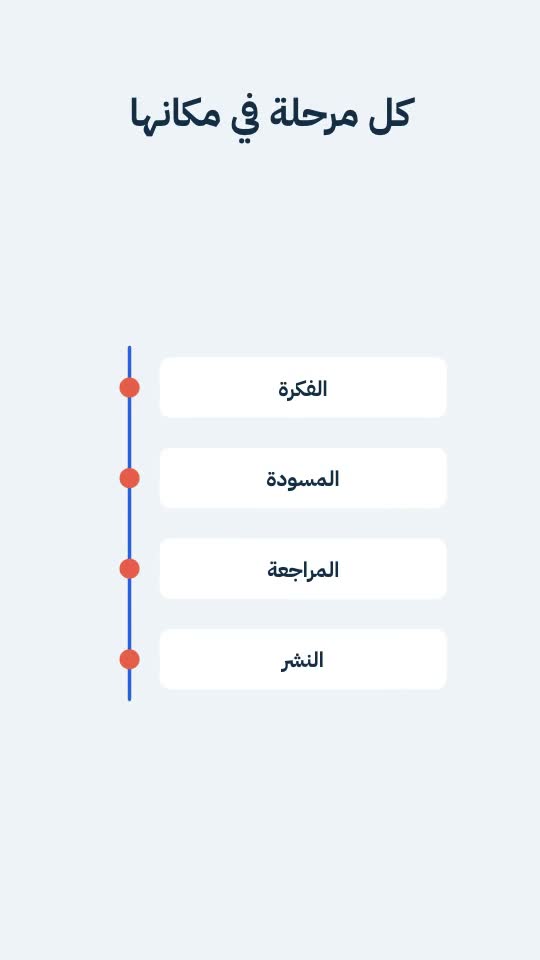 كل مرحلة في مكانها
الفكرة
المسودة
المراجعة
النشر